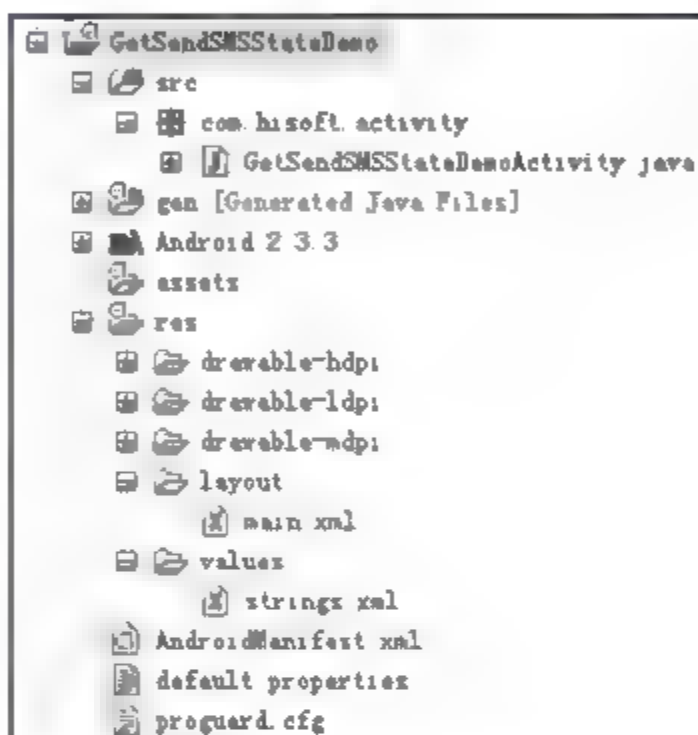 GetSendSMSStateDemo
src
com.hisoft.activity
GetSendSMSStateDemoActivity java
gen [Generated Java Files]
Android 2 3.3
assets
res
drawable-hdpi
drawable-ldpi
drawable-mdpi
layout
main xml
values
strings xml
AndroidManifest xml
default properties
proguard.cfg